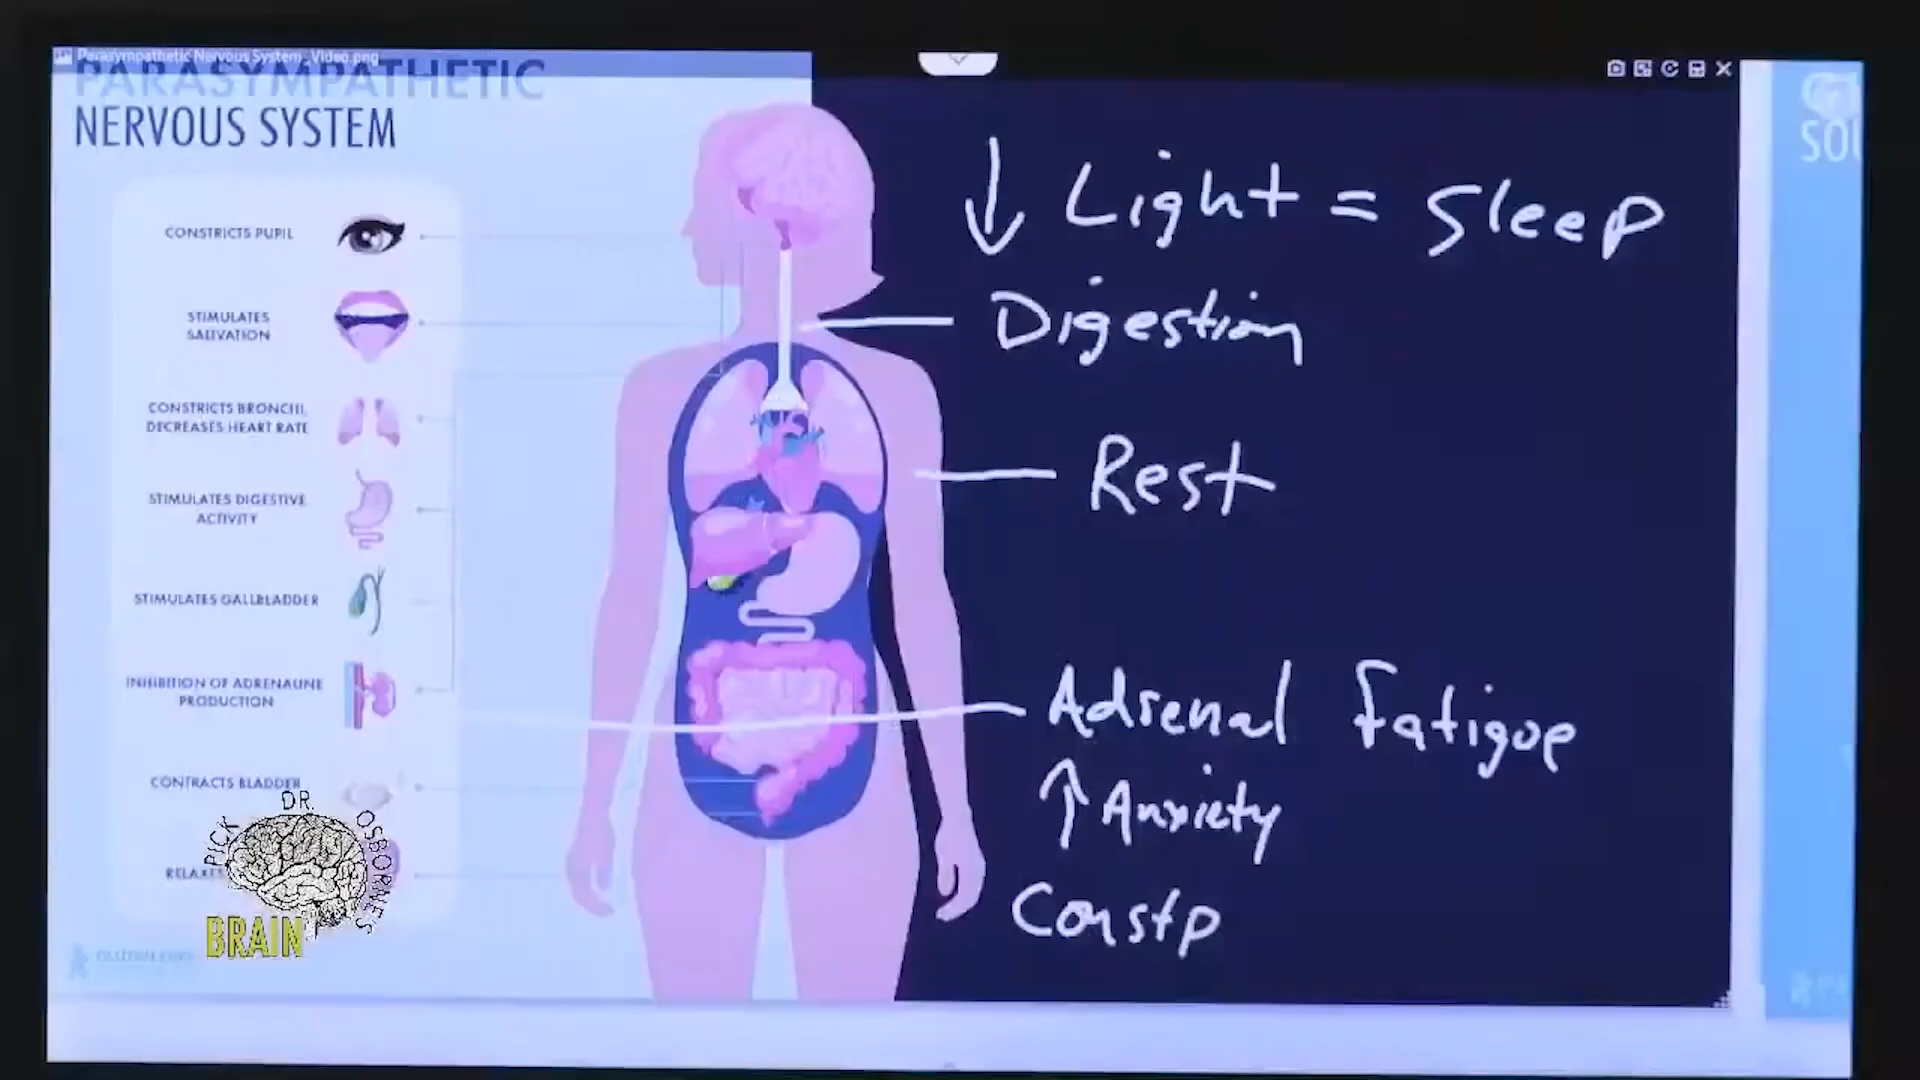 Parasympathetic Nervous System_Video.png
PARASYMPATHETIC
NERVOUS SYSTEM
CONSTRICTS PUPIL
STIMULATES
SALIVATION
CONSTRICTS BRONCHI,
DECREASES HEART RATE
STIMULATES DIGESTIVE
ACTIVITY
STIMULATES GALLBLADDER
INHIBITION OF ADRENALINE
PRODUCTION
CONTRACTS BLADDER
RELAXES
PICK DR. OSBORNE'S
BRAIN
↓ Light = Sleep
Digestion
Rest
Adrenal Fatigue
↑ Anxiety
Constp
SOU